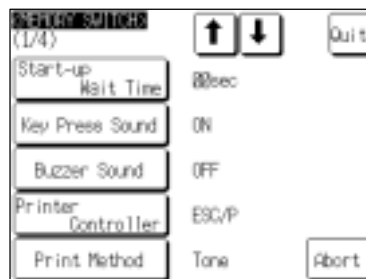 <MEMORY SWITCH>
(1/4)
Quit
Start-up
Wait Time
00sec
Key Press Sound
ON
Buzzer Sound
OFF
Printer
Controller
ESC/P
Print Method
Tone
Abort